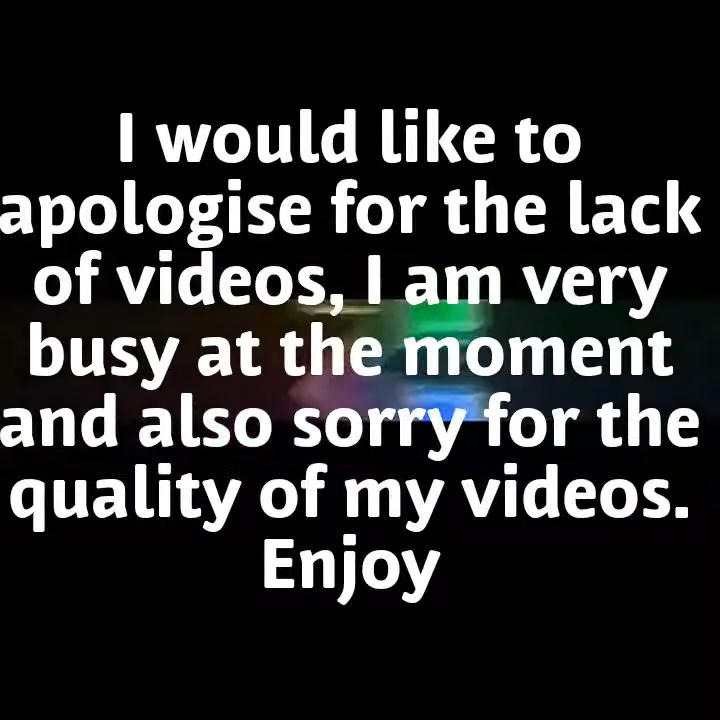 I would like to
apologise for the lack
of videos, I am very
busy at the moment
and also sorry for the
quality of my videos.
Enjoy